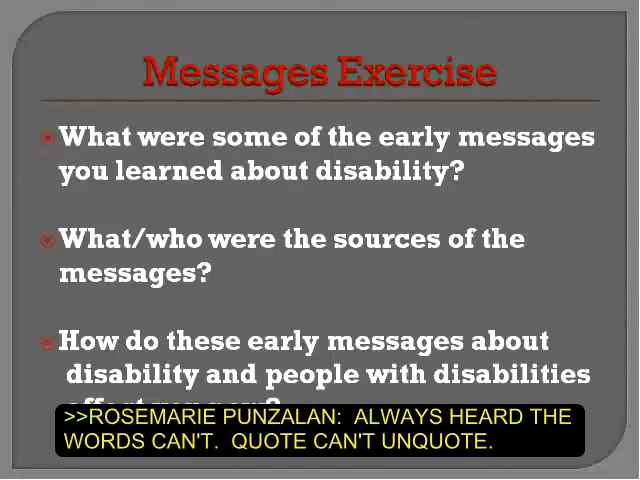 Messages Exercise
What were some of the early messages
you learned about disability?
What/who were the sources of the
messages?
How do these early messages about
disability and people with disabilities
>>ROSEMARIE PUNZALAN: ALWAYS HEARD THE
WORDS CAN'T. QUOTE CAN'T UNQUOTE.